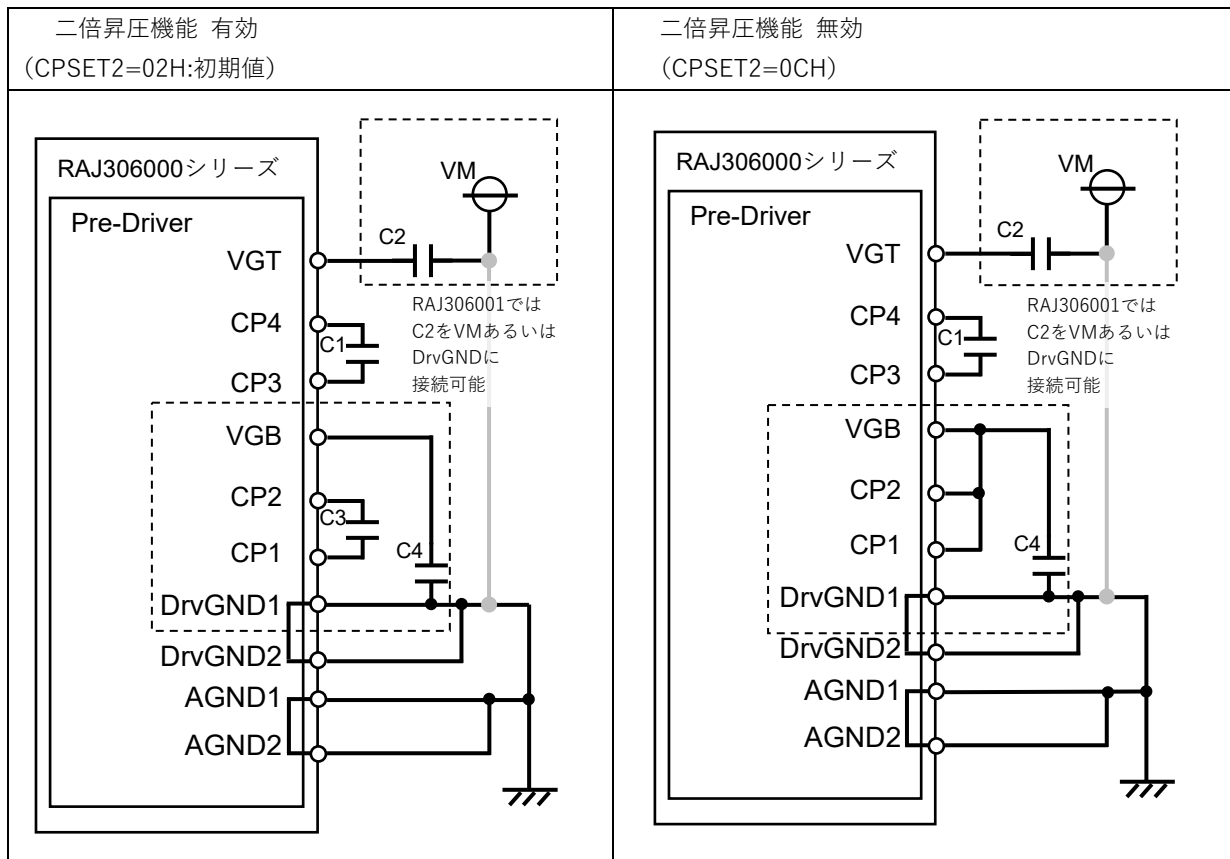 二倍昇圧機能 有効
(CPSET2=02H:初期値)
二倍昇圧機能 無効
(CPSET2=0CH)
RAJ306000シリーズ
Pre-Driver
VM
C2
VGT
RAJ306001では
C2をVMあるいは
DrvGNDに
接続可能
CP4
C1
CP3
VGB
CP2
C3
CP1
C4
DrvGND1
DrvGND2
AGND1
AGND2
RAJ306000シリーズ
Pre-Driver
VM
C2
VGT
RAJ306001では
C2をVMあるいは
DrvGNDに
接続可能
CP4
C1
CP3
VGB
CP2
CP1
C4
DrvGND1
DrvGND2
AGND1
AGND2